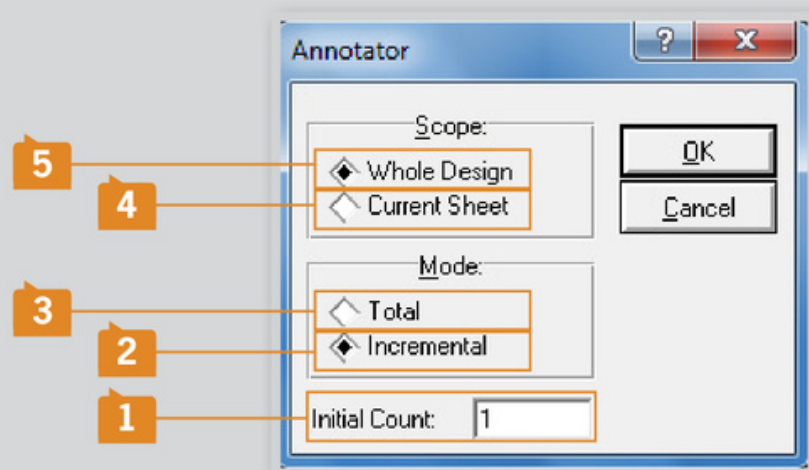 Annotator
?
X
Scope:
5
Whole Design
OK
4
Current Sheet
Cancel
Mode:
3
Total
2
Incremental
1
Initial Count: 1